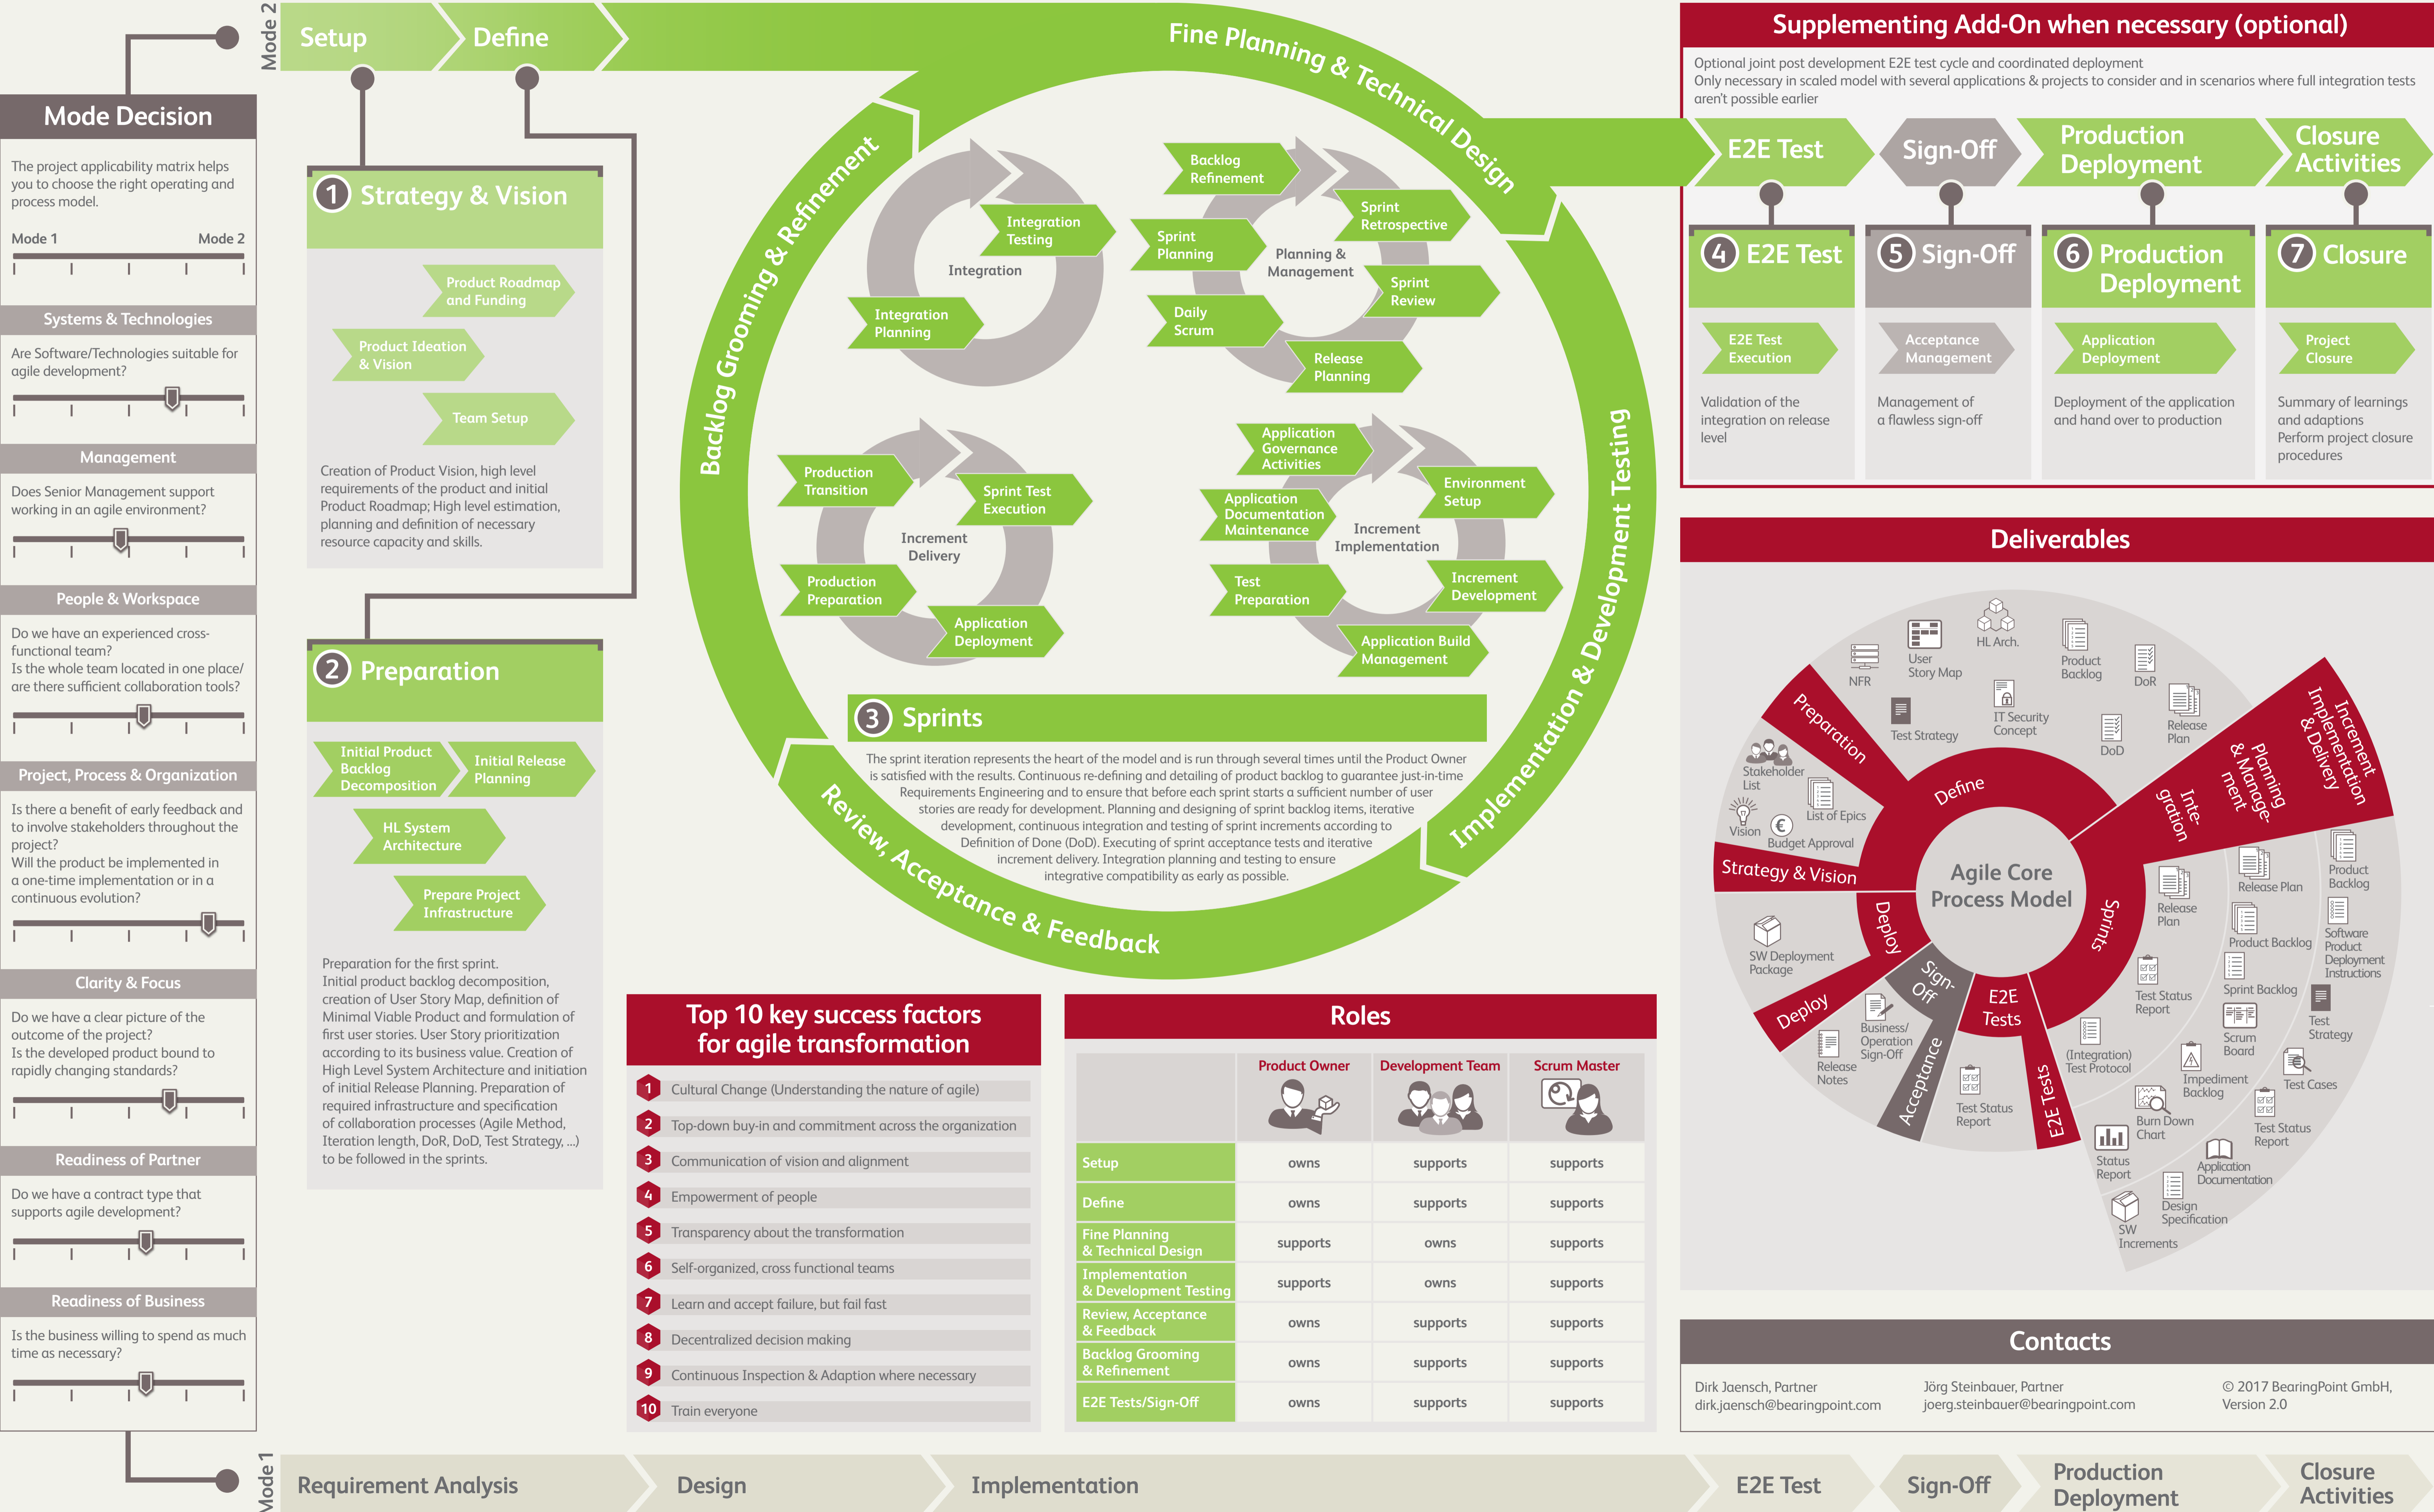 Mode 2
Setup
Define
Mode Decision
The project applicability matrix helps
you to choose the right operating and
process model.
Mode 1
Mode 2
Systems & Technologies
Are Software/Technologies suitable for
agile development?
Management
Does Senior Management support
working in an agile environment?
People & Workspace
Do we have an experienced cross-
functional team?
Is the whole team located in one place/
are there sufficient collaboration tools?
Project, Process & Organization
Is there a benefit of early feedback and
to involve stakeholders throughout the
project?
Will the product be implemented in
a one-time implementation or in a
continuous evolution?
Clarity & Focus
Do we have a clear picture of the
outcome of the project?
Is the developed product bound to
rapidly changing standards?
Readiness of Partner
Do we have a contract type that
supports agile development?
Readiness of Business
Is the business willing to spend as much
time as necessary?
1 Strategy & Vision
Product Roadmap
and Funding
Product Ideation
& Vision
Team Setup
Creation of Product Vision, high level
requirements of the product and initial
Product Roadmap; High level estimation,
planning and definition of necessary
resource capacity and skills.
2 Preparation
Initial Product
Backlog
Decomposition
Initial Release
Planning
HL System
Architecture
Prepare Project
Infrastructure
Preparation for the first sprint.
Initial product backlog decomposition,
creation of User Story Map, definition of
Minimal Viable Product and formulation of
first user stories. User Story prioritization
according to its business value. Creation of
High Level System Architecture and initiation
of initial Release Planning. Preparation of
required infrastructure and specification
of collaboration processes (Agile Method,
Iteration length, DoR, DoD, Test Strategy, ...)
to be followed in the sprints.
Fine Planning & Technical Design
Implementation & Development Testing
Review, Acceptance & Feedback
Backlog Grooming & Refinement
Integration
Integration
Testing
Integration
Planning
Planning &
Management
Backlog
Refinement
Sprint
Retrospective
Sprint
Planning
Sprint
Review
Daily
Scrum
Release
Planning
Increment
Delivery
Production
Transition
Sprint Test
Execution
Production
Preparation
Application
Deployment
Increment
Implementation
Application
Governance
Activities
Environment
Setup
Application
Documentation
Maintenance
Increment
Development
Test
Preparation
Application Build
Management
3 Sprints
The sprint iteration represents the heart of the model and is run through several times until the Product Owner
is satisfied with the results. Continuous re-defining and detailing of product backlog to guarantee just-in-time
Requirements Engineering and to ensure that before each sprint starts a sufficient number of user
stories are ready for development. Planning and designing of sprint backlog items, iterative
development, continuous integration and testing of sprint increments according to
Definition of Done (DoD). Executing of sprint acceptance tests and iterative
increment delivery. Integration planning and testing to ensure
integrative compatibility as early as possible.
Top 10 key success factors
for agile transformation
1 Cultural Change (Understanding the nature of agile)
2 Top-down buy-in and commitment across the organization
3 Communication of vision and alignment
4 Empowerment of people
5 Transparency about the transformation
6 Self-organized, cross functional teams
7 Learn and accept failure, but fail fast
8 Decentralized decision making
9 Continuous Inspection & Adaption where necessary
10 Train everyone
Roles
Product Owner Development Team Scrum Master
Setup owns supports supports
Define owns supports supports
Fine Planning
& Technical Design supports owns supports
Implementation
& Development Testing supports owns supports
Review, Acceptance
& Feedback owns supports supports
Backlog Grooming
& Refinement owns supports supports
E2E Tests/Sign-Off owns supports supports
Supplementing Add-On when necessary (optional)
Optional joint post development E2E test cycle and coordinated deployment
Only necessary in scaled model with several applications & projects to consider and in scenarios where full integration tests
aren't possible earlier
E2E Test
Sign-Off
Production
Deployment
Closure
Activities
4 E2E Test
E2E Test
Execution
Validation of the
integration on release
level
5 Sign-Off
Acceptance
Management
Management of
a flawless sign-off
6 Production
Deployment
Application
Deployment
Deployment of the application
and hand over to production
7 Closure
Project
Closure
Summary of learnings
and adaptions
Perform project closure
procedures
Deliverables
Agile Core
Process Model
Define
Sprints
E2E
Tests
Sign-
Off
Deploy
Strategy & Vision
Stakeholder
List
List of Epics
Vision
€
Budget Approval
Preparation
NFR
User
Story Map
HL Arch.
Product
Backlog
DoR
Test Strategy
IT Security
Concept
DoD
Release
Plan
Inte-
gration
Planning
& Manage-
ment
Increment
Implementation
& Delivery
Release
Plan
Test Status
Report
(Integration)
Test Protocol
Release Plan
Product Backlog
Sprint Backlog
Scrum
Board
Impediment
Backlog
Burn Down
Chart
Status
Report
Product
Backlog
Software
Product
Deployment
Instructions
Test
Strategy
Test Cases
Test Status
Report
Application
Documentation
Design
Specification
SW
Increments
E2E Tests
Test Status
Report
Acceptance
Business/
Operation
Sign-Off
Release
Notes
Deploy
SW Deployment
Package
Contacts
Dirk Jaensch, Partner
dirk.jaensch@bearingpoint.com
Jörg Steinbauer, Partner
joerg.steinbauer@bearingpoint.com
© 2017 BearingPoint GmbH,
Version 2.0
Mode 1
Requirement Analysis
Design
Implementation
E2E Test
Sign-Off
Production
Deployment
Closure
Activities